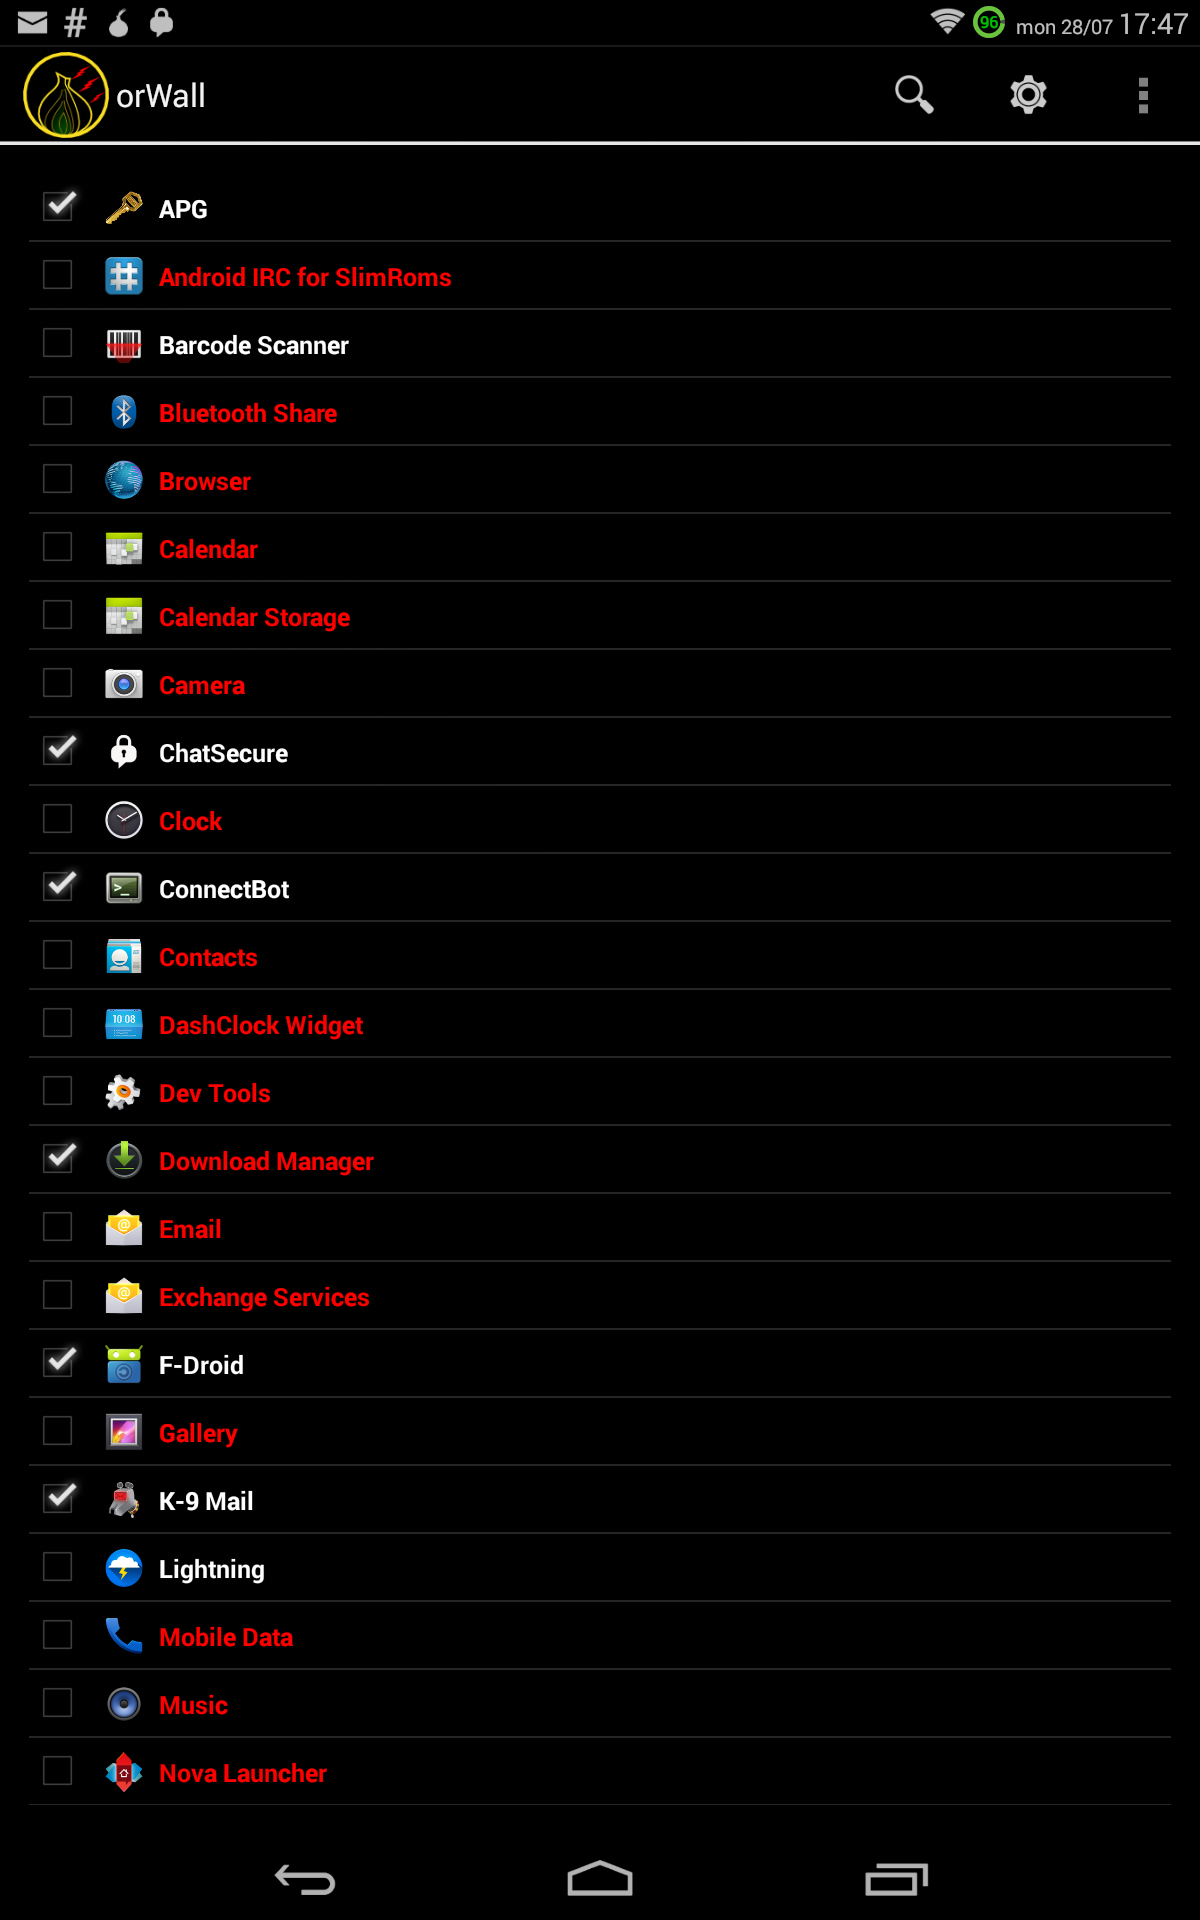 96 mon 28/07 17:47
orWall
APG
Android IRC for SlimRoms
Barcode Scanner
Bluetooth Share
Browser
Calendar
Calendar Storage
Camera
ChatSecure
Clock
ConnectBot
Contacts
10 08
DashClock Widget
Dev Tools
Download Manager
Email
Exchange Services
F-Droid
Gallery
K-9 Mail
Lightning
Mobile Data
Music
Nova Launcher